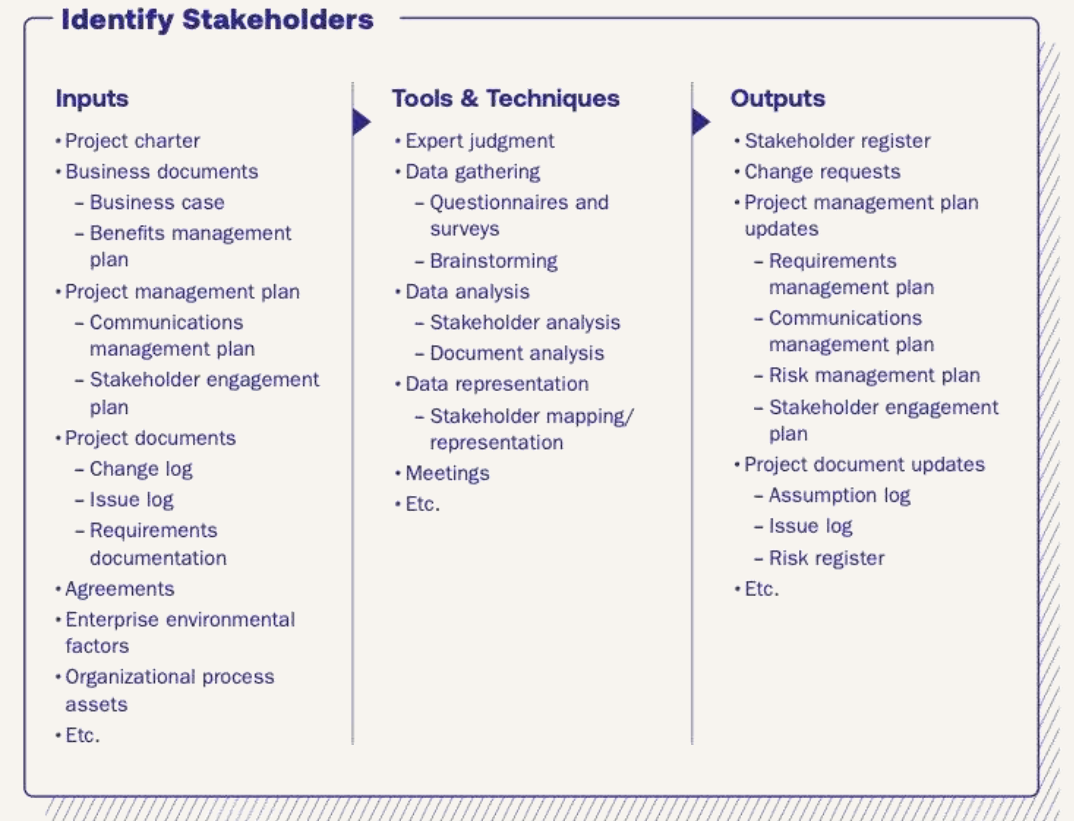 Identify Stakeholders
Inputs
• Project charter
• Business documents
– Business case
– Benefits management
plan
• Project management plan
– Communications
management plan
– Stakeholder engagement
plan
• Project documents
– Change log
– Issue log
– Requirements
documentation
• Agreements
• Enterprise environmental
factors
• Organizational process
assets
• Etc.
Tools & Techniques
• Expert judgment
• Data gathering
– Questionnaires and
surveys
– Brainstorming
• Data analysis
– Stakeholder analysis
– Document analysis
• Data representation
– Stakeholder mapping/
representation
• Meetings
• Etc.
Outputs
• Stakeholder register
• Change requests
• Project management plan
updates
– Requirements
management plan
– Communications
management plan
– Risk management plan
– Stakeholder engagement
plan
• Project document updates
– Assumption log
– Issue log
– Risk register
• Etc.